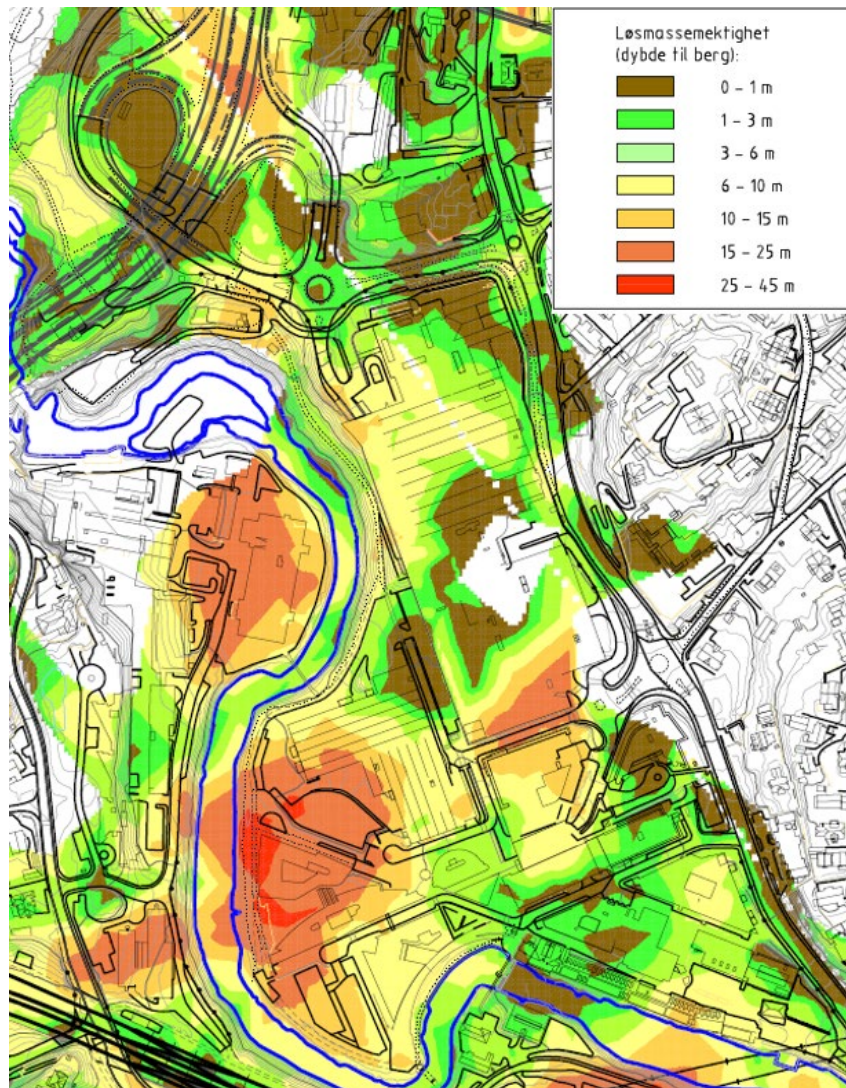 Løsmassemektighet
(dybde til berg):
0 – 1 m
1 – 3 m
3 – 6 m
6 – 10 m
10 – 15 m
15 – 25 m
25 – 45 m